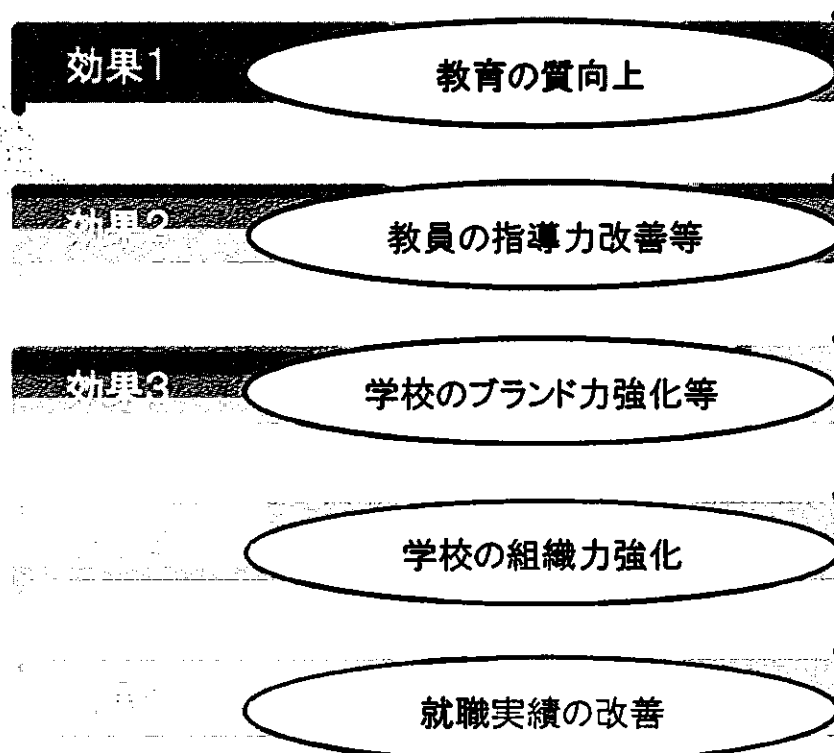 効果1
教育の質向上
効果2
教員の指導力改善等
効果3
学校のブランド力強化等
学校の組織力強化
就職実績の改善